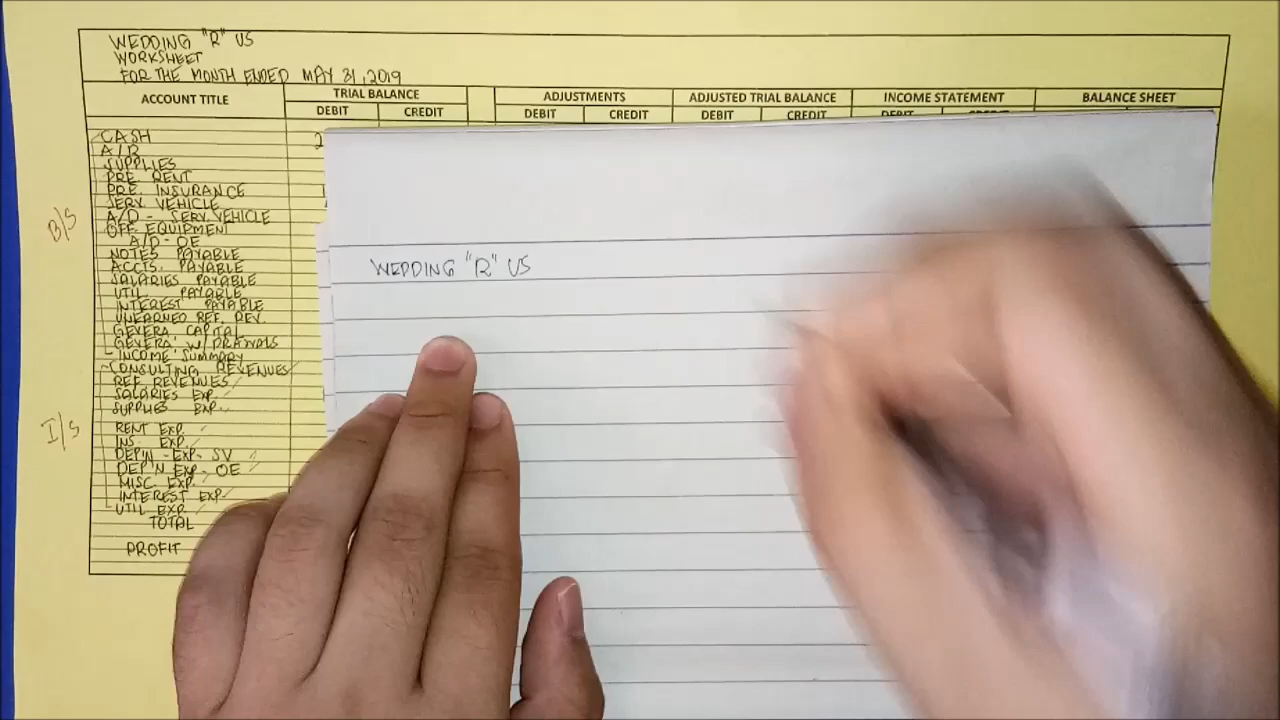 WEDDING "R" US
WORKSHEET
FOR THE MONTH ENDED MAY 31, 2019
ACCOUNT TITLE TRIAL BALANCE ADJUSTMENTS ADJUSTED TRIAL BALANCE INCOME STATEMENT BALANCE SHEET
DEBIT CREDIT DEBIT CREDIT DEBIT CREDIT DEBIT
CASH 2
A/R
SUPPLIES
PRE. RENT
PRE. INSURANCE
SERV. VEHICLE
A/D - SERV. VEHICLE
OFF. EQUIPMENT
A/D - OE
NOTES PAYABLE
ACCTS. PAYABLE
SALARIES PAYABLE
UTIL. PAYABLE
INTEREST PAYABLE
UNEARNED REF. REV.
GEVERA CAPITAL
GEVERA W/DRAWALS
INCOME SUMMARY
CONSULTING REVENUES
REF. REVENUES
SALARIES EXP.
SUPPLIES EXP.
RENT EXP.
INS. EXP.
DEP'N - EXP - SV
DEP'N EXP - OE
MISC. EXP.
INTEREST EXP.
UTIL. EXP.
TOTAL
PROFIT
B/S
I/S
WEDDING "R" US